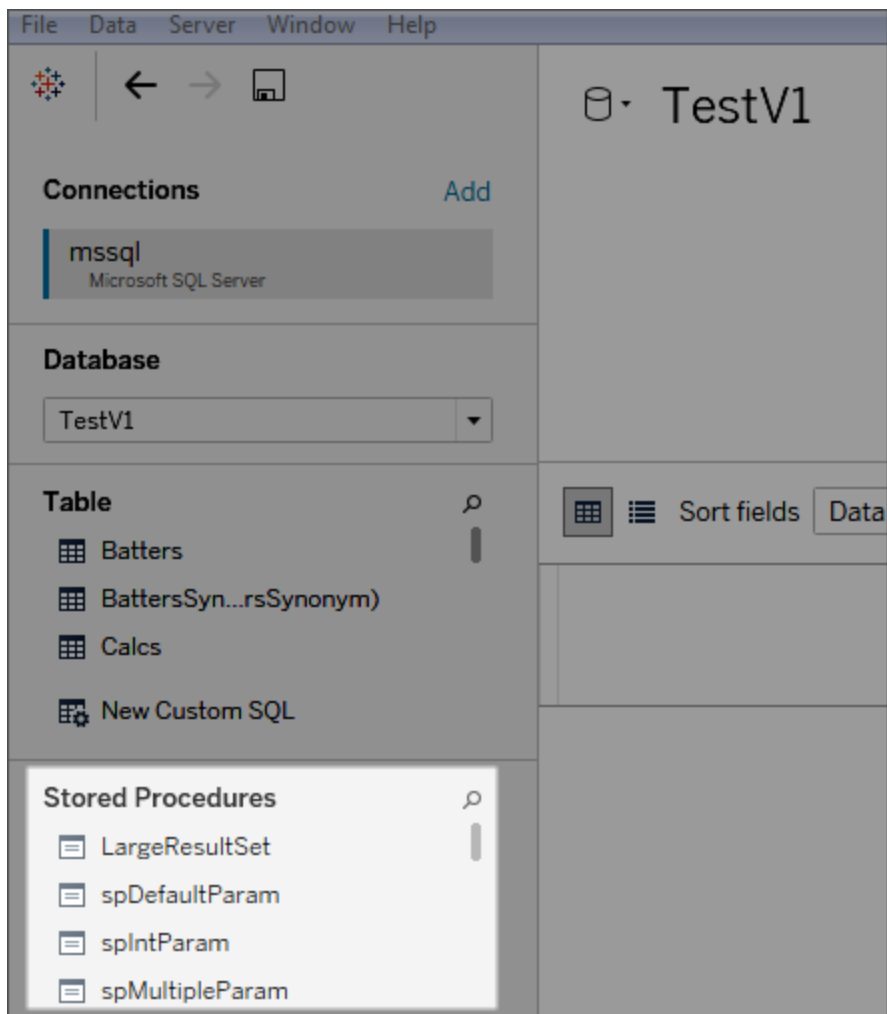 File Data Server Window Help
TestV1
Connections Add
mssql
Microsoft SQL Server
Database
TestV1
Table
Batters
BattersSyn...rsSynonym)
Calcs
New Custom SQL
Sort fields Data
Stored Procedures
LargeResultSet
spDefaultParam
spIntParam
spMultipleParam